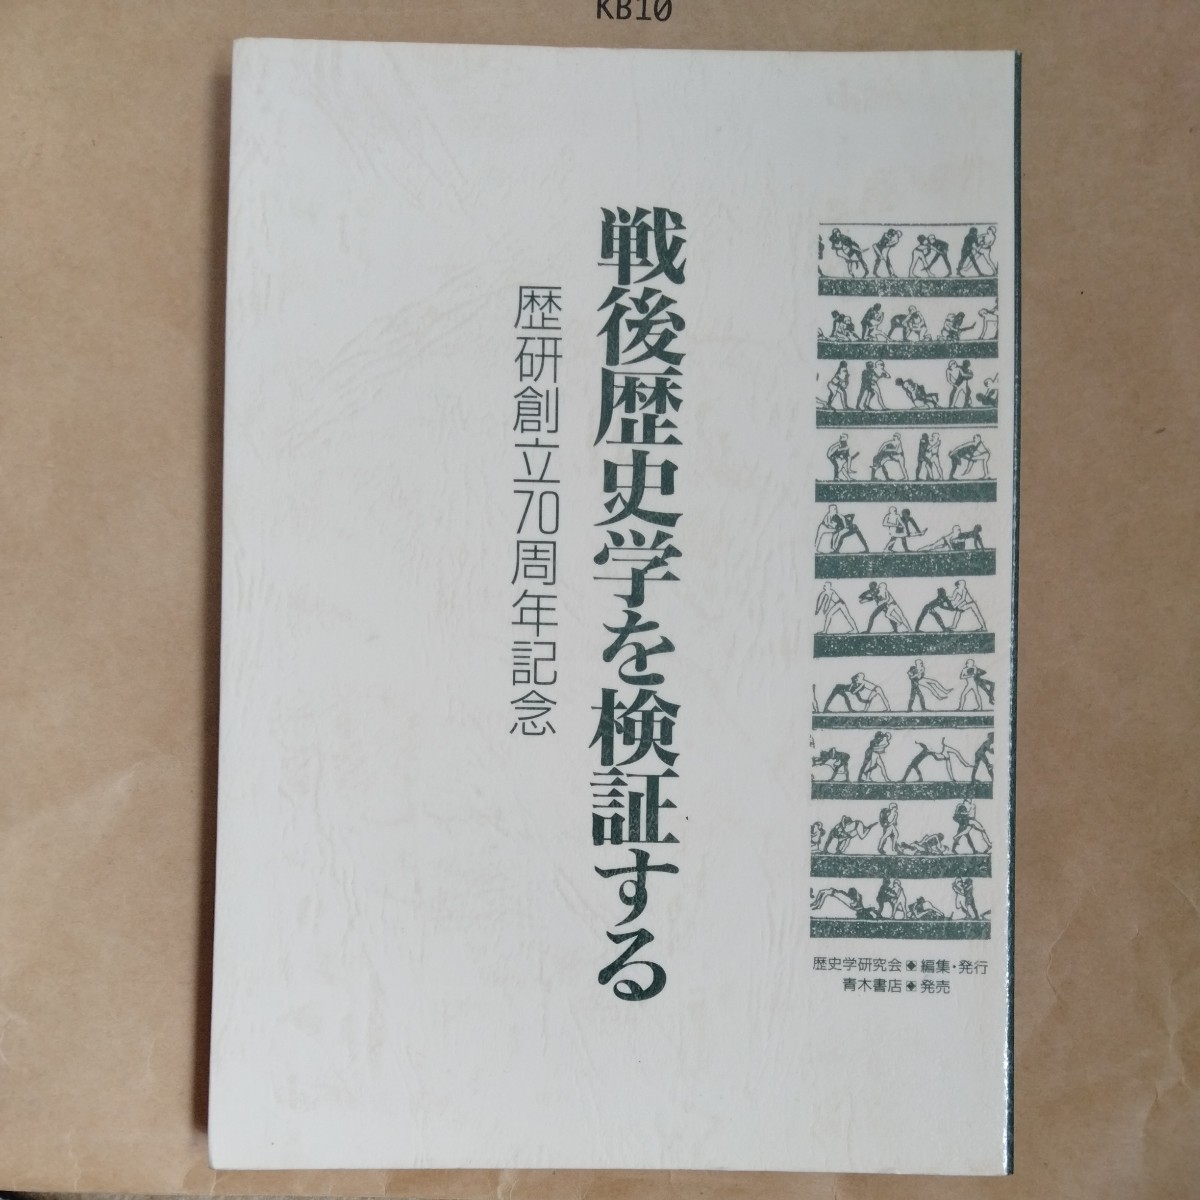 KB10
戦後歴史学を検証する
歴研創立70周年記念
歴史学研究会◆編集・発行
青木書店◆発売